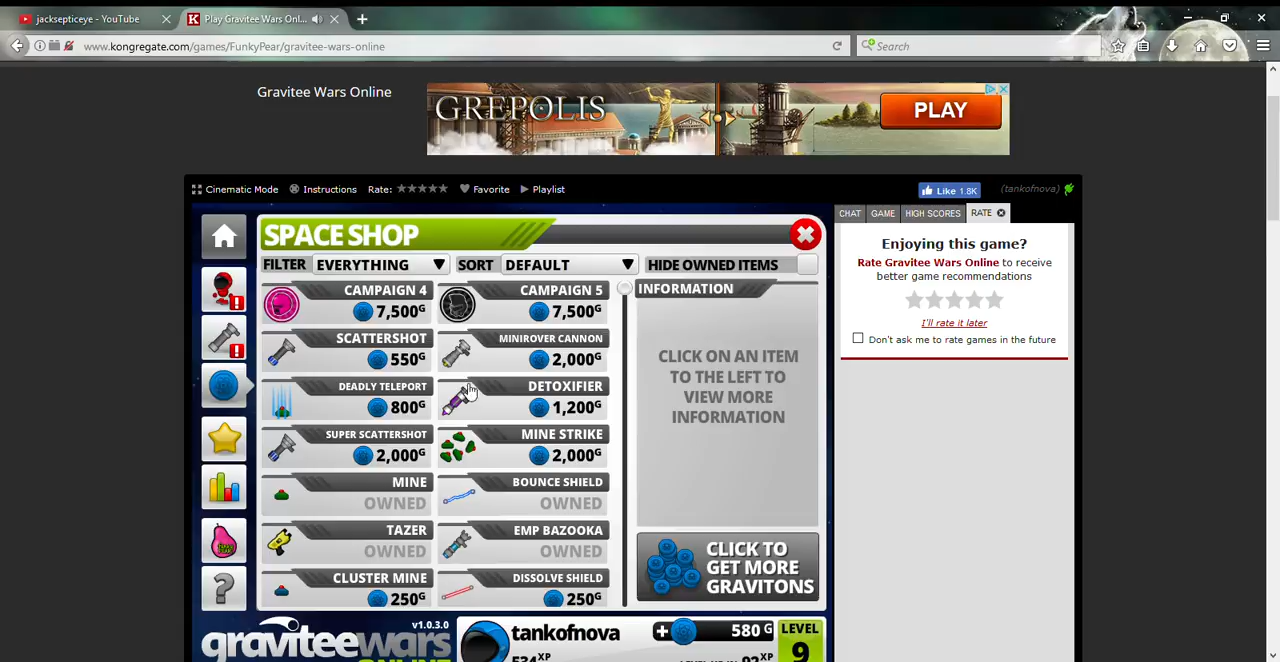 jacksepticeye - YouTube
Play Gravitee Wars Onl...
www.kongregate.com/games/FunkyPear/gravitee-wars-online
Search
Gravitee Wars Online
GREPOLIS
PLAY
Cinematic Mode
Instructions
Rate:
Favorite
Playlist
Like 1.8K
(tankofnova)
CHAT
GAME
HIGH SCORES
RATE
Enjoying this game?
Rate Gravitee Wars Online to receive
better game recommendations
I'll rate it later
Don't ask me to rate games in the future
SPACE SHOP
FILTER EVERYTHING SORT DEFAULT HIDE OWNED ITEMS
CAMPAIGN 4
7,500G
CAMPAIGN 5
7,500G
SCATTERSHOT
550G
MINIROVER CANNON
2,000G
DEADLY TELEPORT
800G
DETOXIFIER
1,200G
SUPER SCATTERSHOT
2,000G
MINE STRIKE
2,000G
MINE
OWNED
BOUNCE SHIELD
OWNED
TAZER
OWNED
EMP BAZOOKA
OWNED
CLUSTER MINE
250G
DISSOLVE SHIELD
250G
INFORMATION
CLICK ON AN ITEM
TO THE LEFT TO
VIEW MORE
INFORMATION
CLICK TO
GET MORE
GRAVITONS
v1.0.3.0
graviteewars
ONLINE
tankofnova
580 G
LEVEL
9
534XP
LEVEL UP IN 92XP